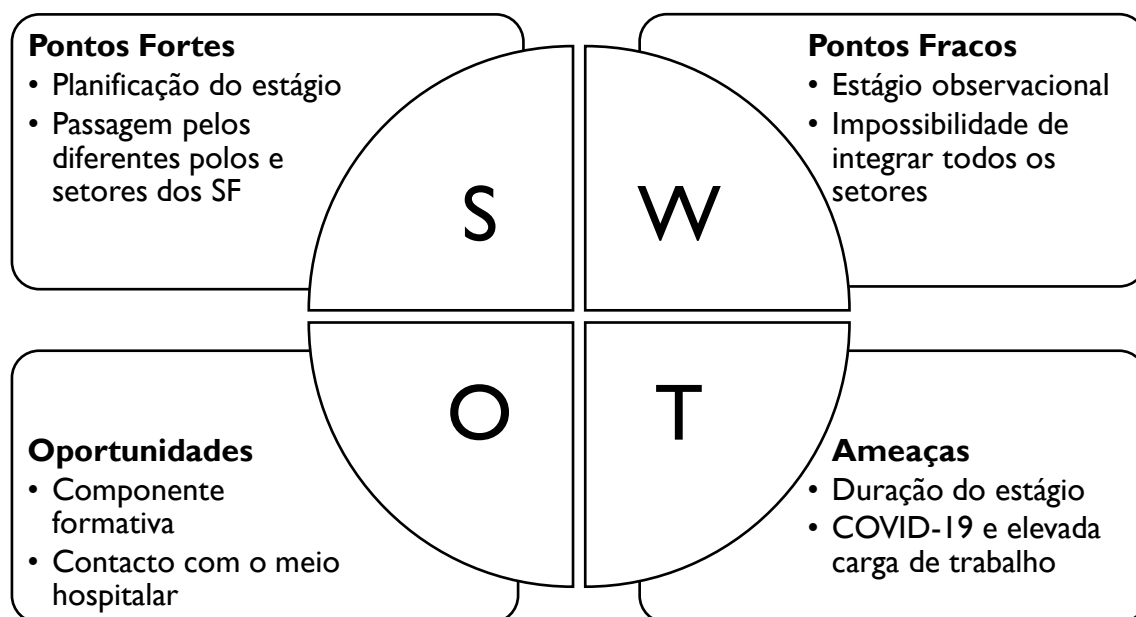 Pontos Fortes
• Planificação do estágio
• Passagem pelos
diferentes polos e
setores dos SF
Pontos Fracos
• Estágio observacional
• Impossibilidade de
integrar todos os
setores
S
W
O
T
Oportunidades
• Componente
formativa
• Contacto com o meio
hospitalar
Ameaças
• Duração do estágio
• COVID-19 e elevada
carga de trabalho